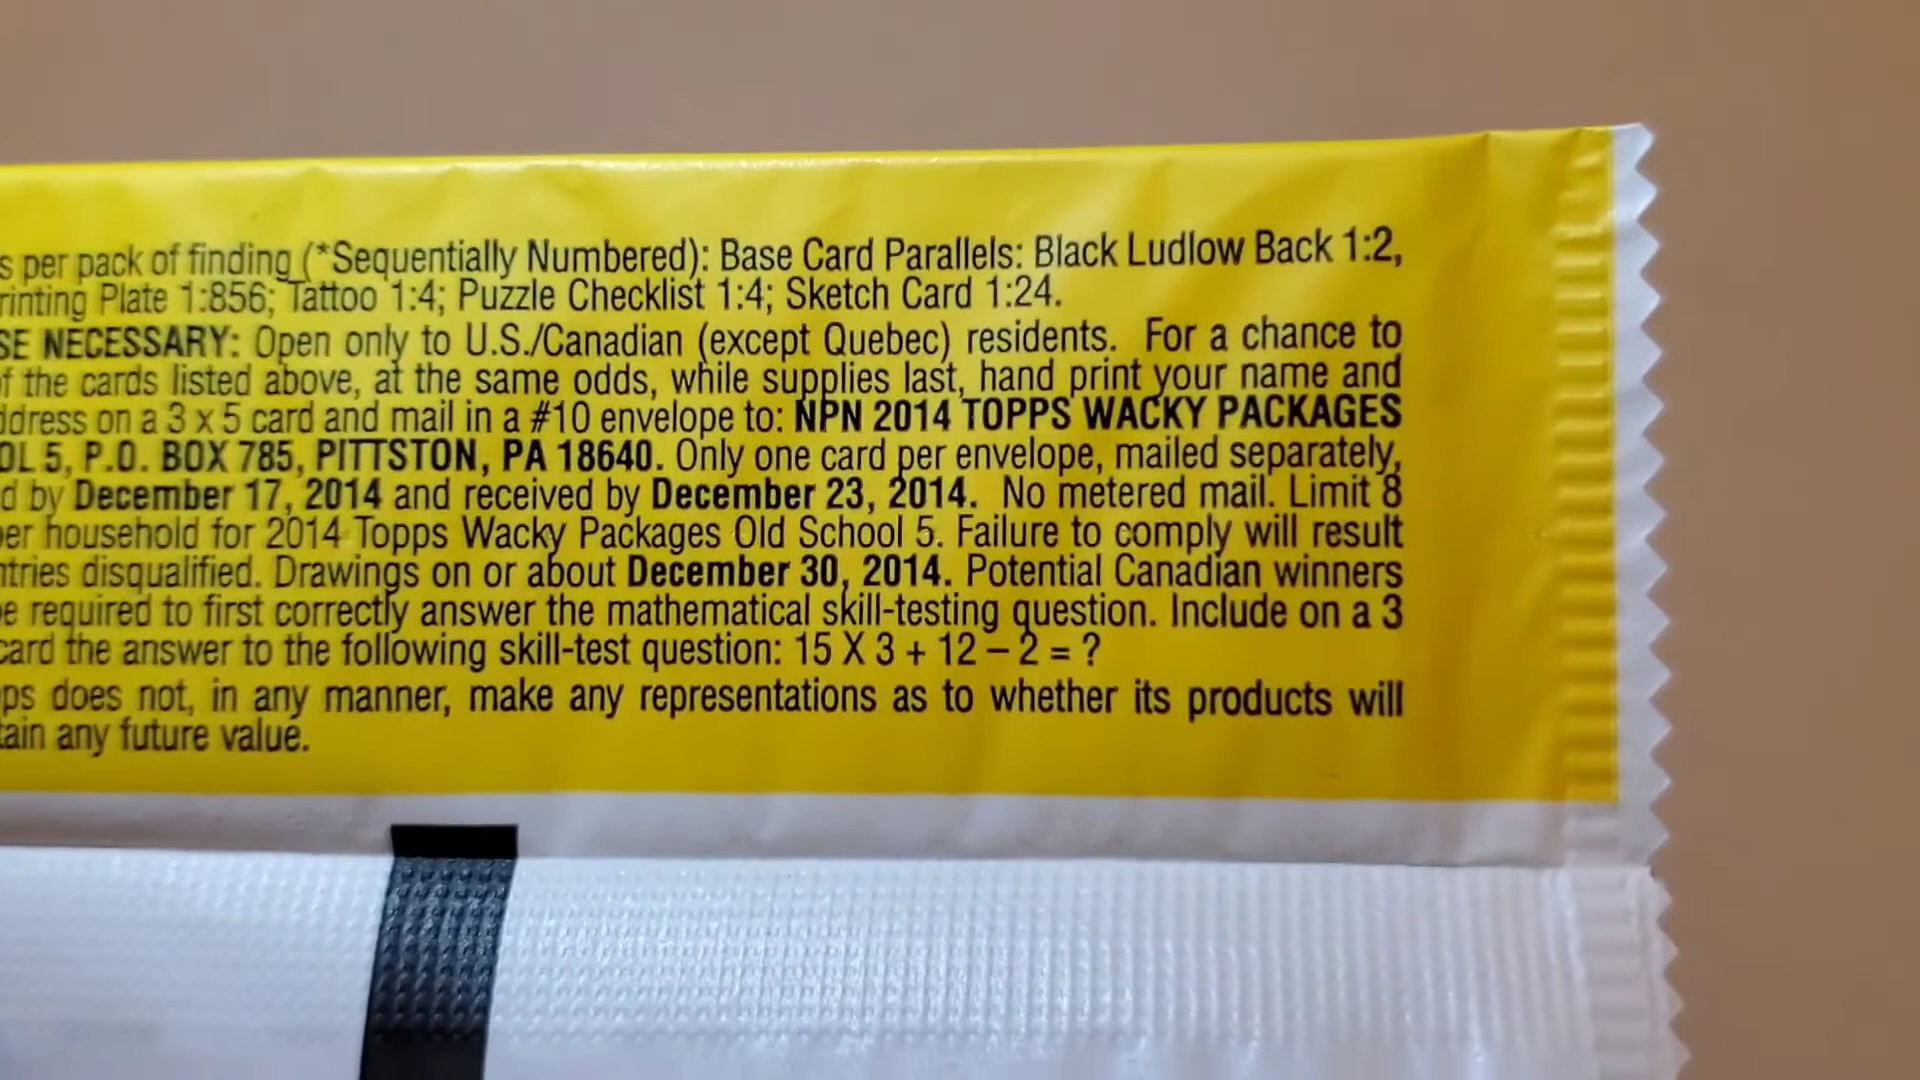 per pack of finding (*Sequentially Numbered): Base Card Parallels: Black Ludlow Back 1:2,
rinting Plate 1:856; Tattoo 1:4; Puzzle Checklist 1:4; Sketch Card 1:24.
SE NECESSARY: Open only to U.S./Canadian (except Quebec) residents. For a chance to
of the cards listed above, at the same odds, while supplies last, hand print your name and
ddress on a 3 x 5 card and mail in a #10 envelope to: NPN 2014 TOPPS WACKY PACKAGES
OL 5, P.O. BOX 785, PITTSTON, PA 18640. Only one card per envelope, mailed separately,
d by December 17, 2014 and received by December 23, 2014. No metered mail. Limit 8
er household for 2014 Topps Wacky Packages Old School 5. Failure to comply will result
ntries disqualified. Drawings on or about December 30, 2014. Potential Canadian winners
e required to first correctly answer the mathematical skill-testing question. Include on a 3
card the answer to the following skill-test question: 15 X 3 + 12 – 2 = ?
ps does not, in any manner, make any representations as to whether its products will
tain any future value.